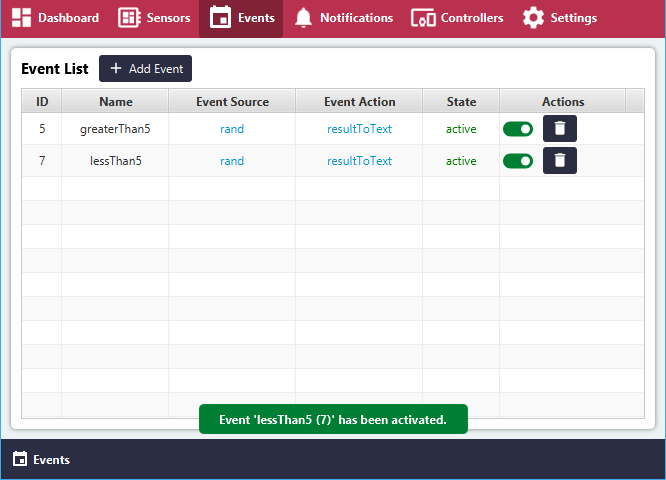 Dashboard Sensors Events Notifications Controllers Settings
Event List + Add Event
ID Name Event Source Event Action State Actions
5 greaterThan5 rand resultToText active
7 lessThan5 rand resultToText active
Event 'lessThan5 (7)' has been activated.
Events